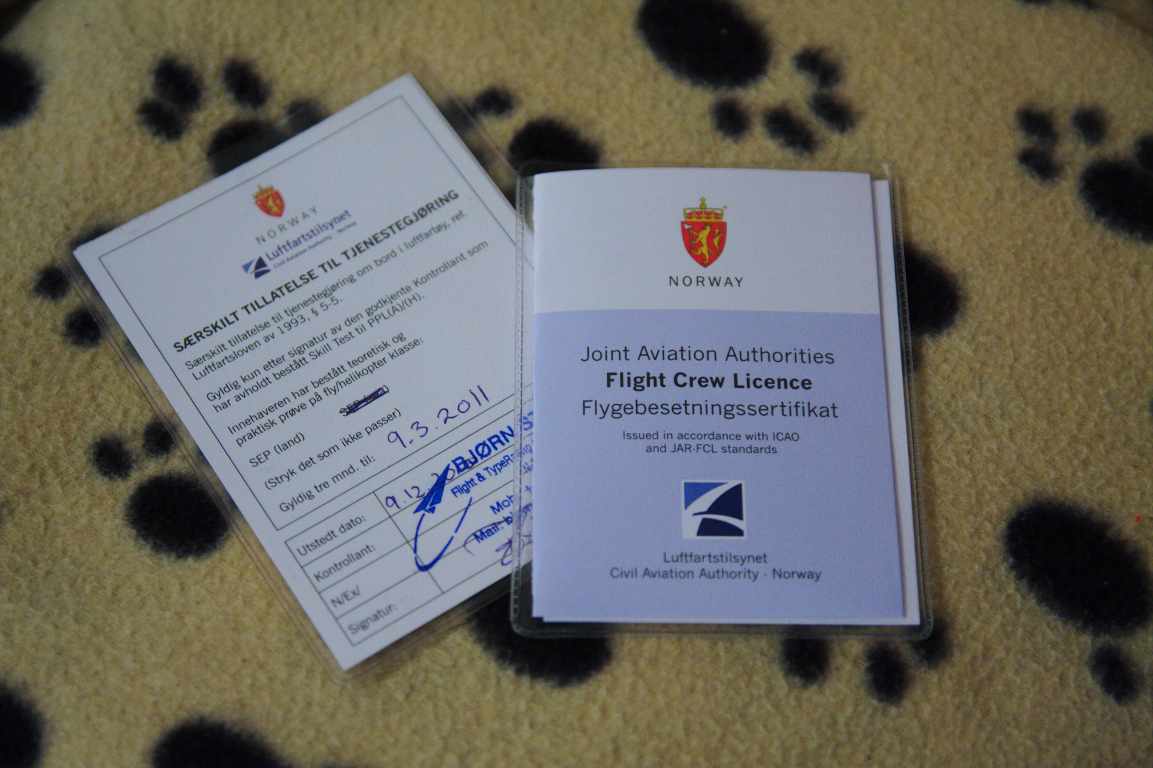 NORWAY
Luftfartstilsynet
Civil Aviation Authority - Norway
SÆRSKILT TILLATELSE TIL TJENESTEGJØRING
Særskilt tillatelse til tjenestegjøring om bord i luftfartøy, ref.
Luftfartsloven av 1993, § 5-5.
Gyldig kun etter signatur av den godkjente Kontrollant som
har avholdt bestått Skill Test til PPL(A)/(H).
Innehaveren har bestått teoretisk og
praktisk prøve på fly/helikopter klasse:
SEP (land)
(Stryk det som ikke passer)
Gyldig tre mnd. til: 9.3.2011
Utstedt dato: 9.12.
Kontrollant: BJØRN
Flight & TypeR
N/Ex/
Mob
Mail:
Signatur:
NORWAY
Joint Aviation Authorities
Flight Crew Licence
Flygebesetningssertifikat
Issued in accordance with ICAO
and JAR-FCL standards
Luftfartstilsynet
Civil Aviation Authority - Norway